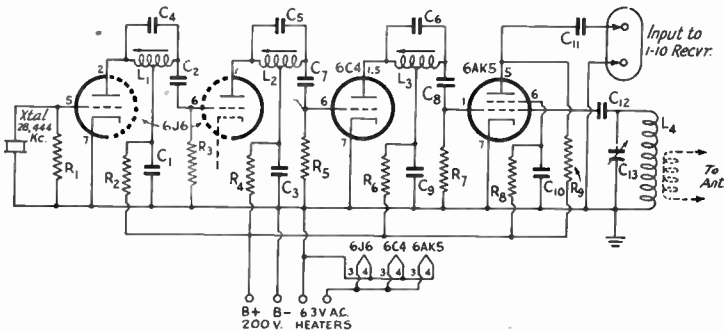 C4
C5
C6
C11
Input to
1-10 Recvr.
2
L1
C2
1
L2
C7
6C4
1.5
L3
C8
6AK5
5
6
C12
L4
Xtal
28,444
Kc.
5
6J6
6
6
1
7
7
7
7
R1
R2
C1
R3
R4
C3
R5
R6
C9
R7
R8
C10
R9
C13
To
Ant.
6J6 6C4 6AK5
3 4 3 4 3 4
B+ B- 6.3V A.C.
200 V. HEATERS